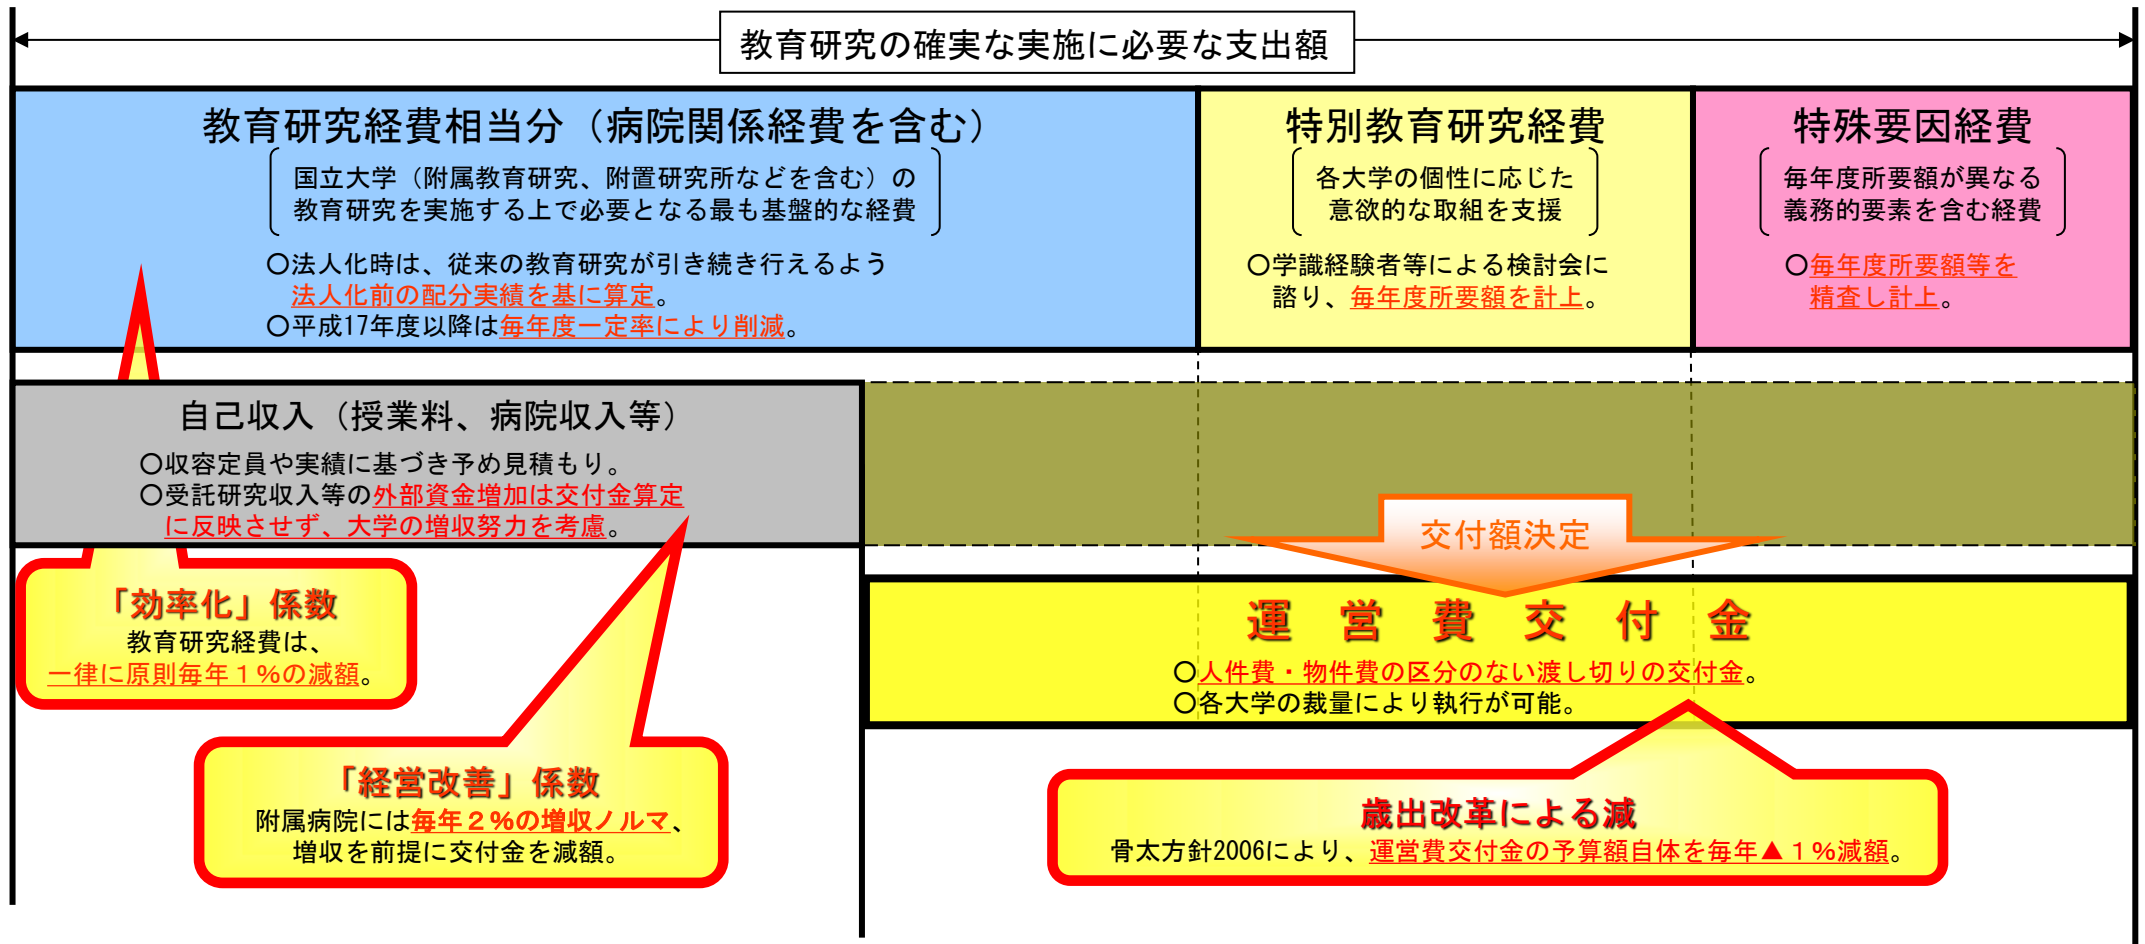 教育研究の確実な実施に必要な支出額
教育研究経費相当分（病院関係経費を含む）
国立大学（附属教育研究、附置研究所などを含む）の
教育研究を実施する上で必要となる最も基盤的な経費
○法人化時は、従来の教育研究が引き続き行えるよう
法人化前の配分実績を基に算定。
○平成17年度以降は毎年度一定率により削減。
特別教育研究経費
各大学の個性に応じた
意欲的な取組を支援
○学識経験者等による検討会に
諮り、毎年度所要額を計上。
特殊要因経費
毎年度所要額が異なる
義務的要素を含む経費
○毎年度所要額等を
精査し計上。
自己収入（授業料、病院収入等）
○収容定員や実績に基づき予め見積もり。
○受託研究収入等の外部資金増加は交付金算定
に反映させず、大学の増収努力を考慮。
交付額決定
運営費交付金
○人件費・物件費の区分のない渡し切りの交付金。
○各大学の裁量により執行が可能。
「効率化」係数
教育研究経費は、
一律に原則毎年１％の減額。
「経営改善」係数
附属病院には毎年２％の増収ノルマ、
増収を前提に交付金を減額。
歳出改革による減
骨太方針2006により、運営費交付金の予算額自体を毎年▲１％減額。